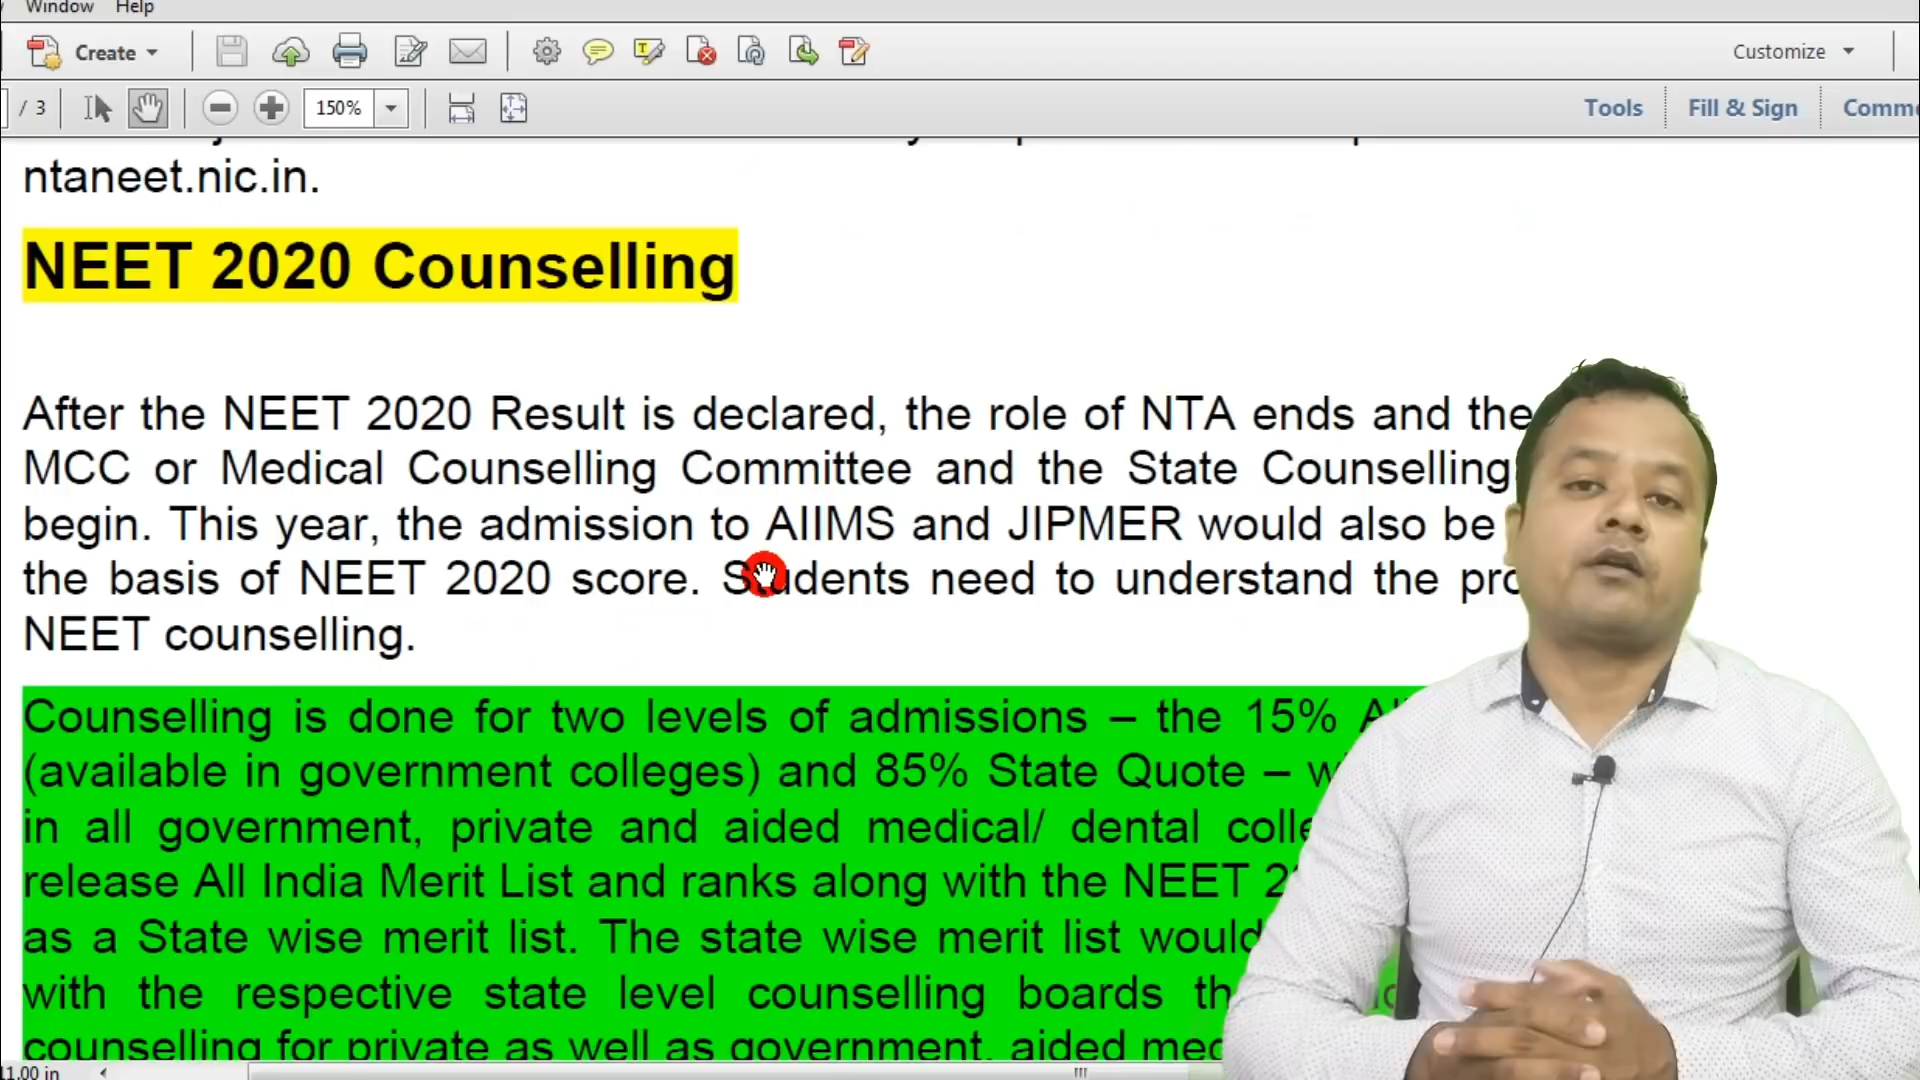 Window Help
Create
Customize
/ 3
150%
Tools
Fill & Sign
ntaneet.nic.in.
NEET 2020 Counselling
After the NEET 2020 Result is declared, the role of NTA ends and the
MCC or Medical Counselling Committee and the State Counselling
begin. This year, the admission to AIIMS and JIPMER would also be
the basis of NEET 2020 score. Students need to understand the
NEET counselling.
Counselling is done for two levels of admissions – the 15%
(available in government colleges) and 85% State Quote –
in all government, private and aided medical/ dental
release All India Merit List and ranks along with the NEET
as a State wise merit list. The state wise merit list would
with the respective state level counselling boards
counselling for private as well as government, aided
11.00 in